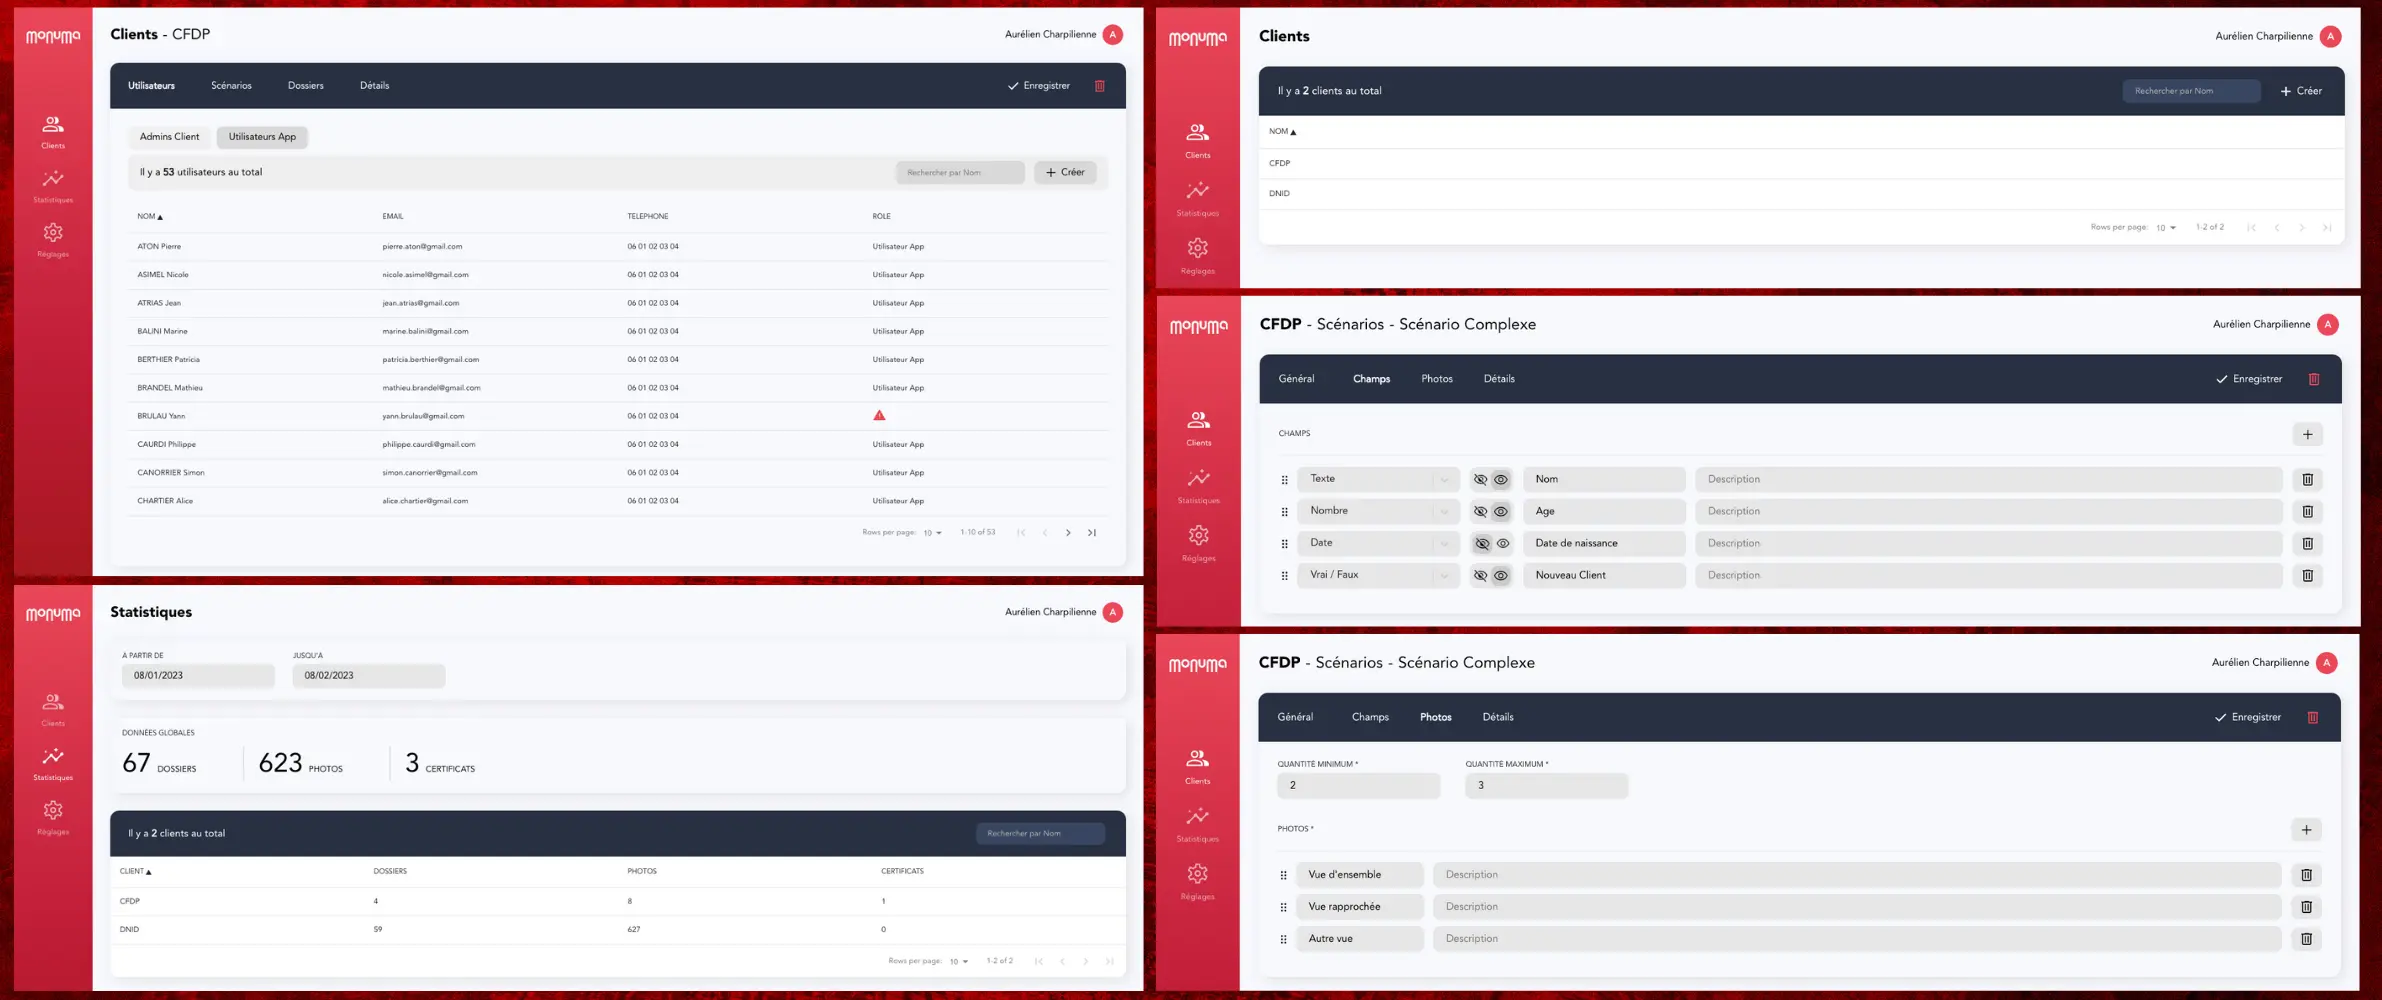 monuma
Clients - CFDP
Aurélien Charpilienne A
Utilisateurs Scénarios Dossiers Détails Enregistrer
Admins Client Utilisateurs App
Il y a 53 utilisateurs au total Rechercher par Nom + Créer
Clients
Statistiques
Réglages
NOM ▲ EMAIL TELEPHONE ROLE
ATON Pierre pierre.aton@gmail.com 06 01 02 03 04 Utilisateur App
ASIMEL Nicole nicole.asimel@gmail.com 06 01 02 03 04 Utilisateur App
ATRIAS Jean jean.atrias@gmail.com 06 01 02 03 04 Utilisateur App
BALINI Marine marine.balini@gmail.com 06 01 02 03 04 Utilisateur App
BERTHIER Patricia patricia.berthier@gmail.com 06 01 02 03 04 Utilisateur App
BRANDEL Mathieu mathieu.brandel@gmail.com 06 01 02 03 04 Utilisateur App
BRULAU Yann yann.brulau@gmail.com 06 01 02 03 04
CAURDI Philippe philippe.caurdi@gmail.com 06 01 02 03 04 Utilisateur App
CANORRIER Simon simon.canorrier@gmail.com 06 01 02 03 04 Utilisateur App
CHARTIER Alice alice.chartier@gmail.com 06 01 02 03 04 Utilisateur App
Rows per page: 10 1-10 of 53
monuma
Statistiques
Aurélien Charpilienne A
A PARTIR DE JUSQU'A
08/01/2023 08/02/2023
Clients
Statistiques
Réglages
DONNÉES GLOBALES
67 DOSSIERS 623 PHOTOS 3 CERTIFICATS
Il y a 2 clients au total Rechercher par Nom
CLIENT ▲ DOSSIERS PHOTOS CERTIFICATS
CFDP 4 8 1
DNID 59 627 0
Rows per page: 10 1-2 of 2
monuma
Clients
Aurélien Charpilienne A
Il y a 2 clients au total Rechercher par Nom + Créer
Clients
Statistiques
Réglages
NOM ▲
CFDP
DNID
Rows per page: 10 1-2 of 2
monuma
CFDP - Scénarios - Scénario Complexe
Aurélien Charpilienne A
Général Champs Photos Détails Enregistrer
Clients
Statistiques
Réglages
CHAMPS +
Texte Nom Description
Nombre Age Description
Date Date de naissance Description
Vrai / Faux Nouveau Client Description
monuma
CFDP - Scénarios - Scénario Complexe
Aurélien Charpilienne A
Général Champs Photos Détails Enregistrer
Clients
Statistiques
Réglages
QUANTITE MINIMUM * QUANTITE MAXIMUM *
2 3
PHOTOS * +
Vue d'ensemble Description
Vue rapprochée Description
Autre vue Description